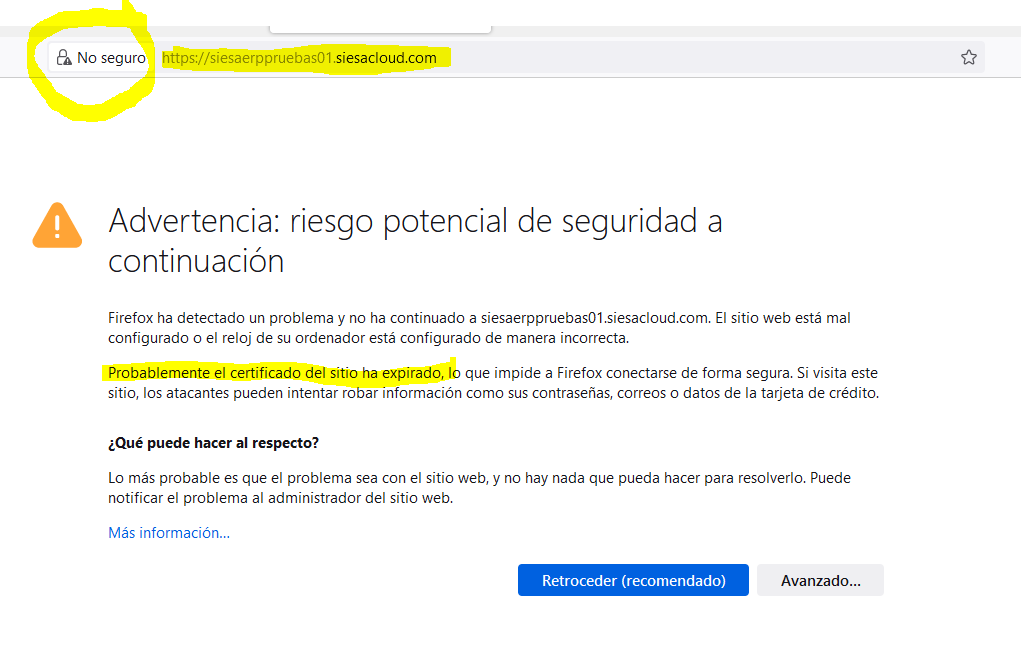 No seguro https://siesaerppruebas01.siesacloud.com
Advertencia: riesgo potencial de seguridad a
continuación
Firefox ha detectado un problema y no ha continuado a siesaerppruebas01.siesacloud.com. El sitio web está mal
configurado o el reloj de su ordenador está configurado de manera incorrecta.
Probablemente el certificado del sitio ha expirado, lo que impide a Firefox conectarse de forma segura. Si visita este
sitio, los atacantes pueden intentar robar información como sus contraseñas, correos o datos de la tarjeta de crédito.
¿Qué puede hacer al respecto?
Lo más probable es que el problema sea con el sitio web, y no hay nada que pueda hacer para resolverlo. Puede
notificar el problema al administrador del sitio web.
Más información...
Retroceder (recomendado) Avanzado...